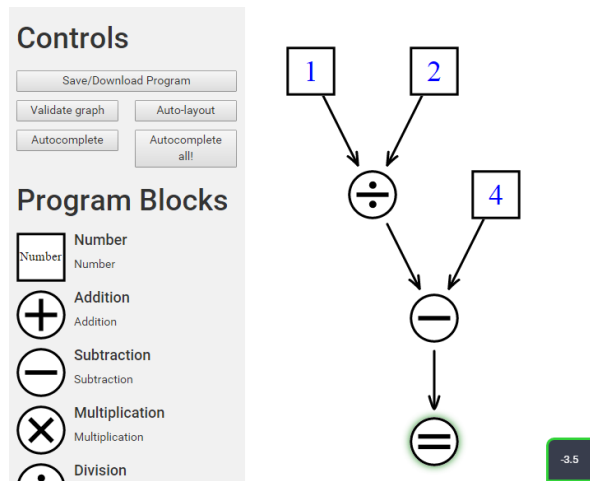 Controls
Save/Download Program
Validate graph
Auto-layout
Autocomplete
Autocomplete
all!
Program Blocks
Number
Number
Number
Addition
Addition
Subtraction
Subtraction
Multiplication
Multiplication
Division
1
2
4
-3.5